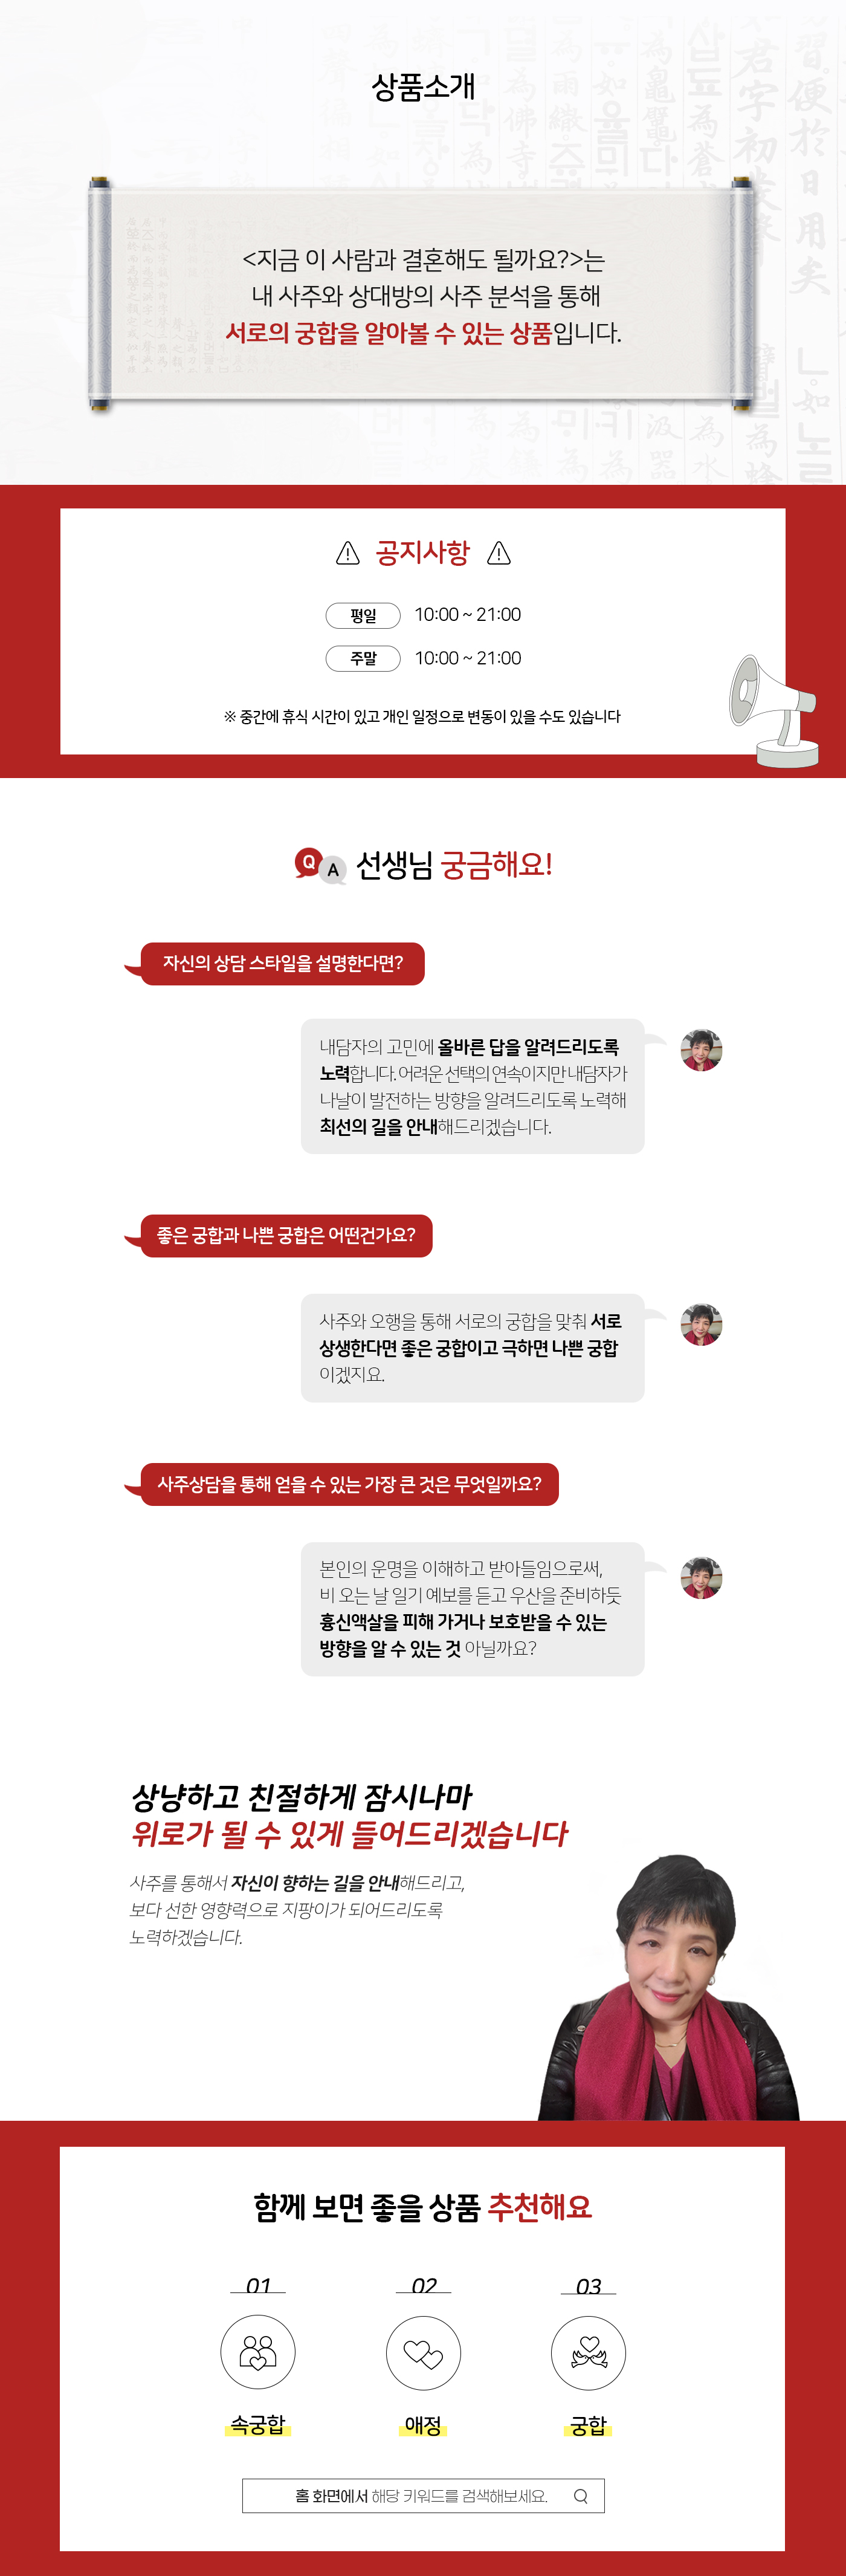 상품소개
<지금 이 사람과 결혼해도 될까요?>는
내 사주와 상대방의 사주 분석을 통해
서로의 궁합을 알아볼 수 있는 상품입니다.
공지사항
평일 10:00 ~ 21:00
주말 10:00 ~ 21:00
※ 중간에 휴식 시간이 있고 개인 일정으로 변동이 있을 수도 있습니다
Q A 선생님 궁금해요!
자신의 상담 스타일을 설명한다면?
내담자의 고민에 올바른 답을 알려드리도록
노력합니다. 어려운 선택의 연속이지만 내담자가
나날이 발전하는 방향을 알려드리도록 노력해
최선의 길을 안내해드리겠습니다.
좋은 궁합과 나쁜 궁합은 어떤건가요?
사주와 오행을 통해 서로의 궁합을 맞춰 서로
상생한다면 좋은 궁합이고 극하면 나쁜 궁합
이겠지요.
사주상담을 통해 얻을 수 있는 가장 큰 것은 무엇일까요?
본인의 운명을 이해하고 받아들임으로써,
비 오는 날 일기 예보를 듣고 우산을 준비하듯
흉신액살을 피해 가거나 보호받을 수 있는
방향을 알 수 있는 것 아닐까요?
상냥하고 친절하게 잠시나마
위로가 될 수 있게 들어드리겠습니다
사주를 통해서 자신이 향하는 길을 안내해드리고,
보다 선한 영향력으로 지팡이가 되어드리도록
노력하겠습니다.
함께 보면 좋을 상품 추천해요
01 02 03
속궁합 애정 궁합
홈 화면에서 해당 키워드를 검색해보세요.